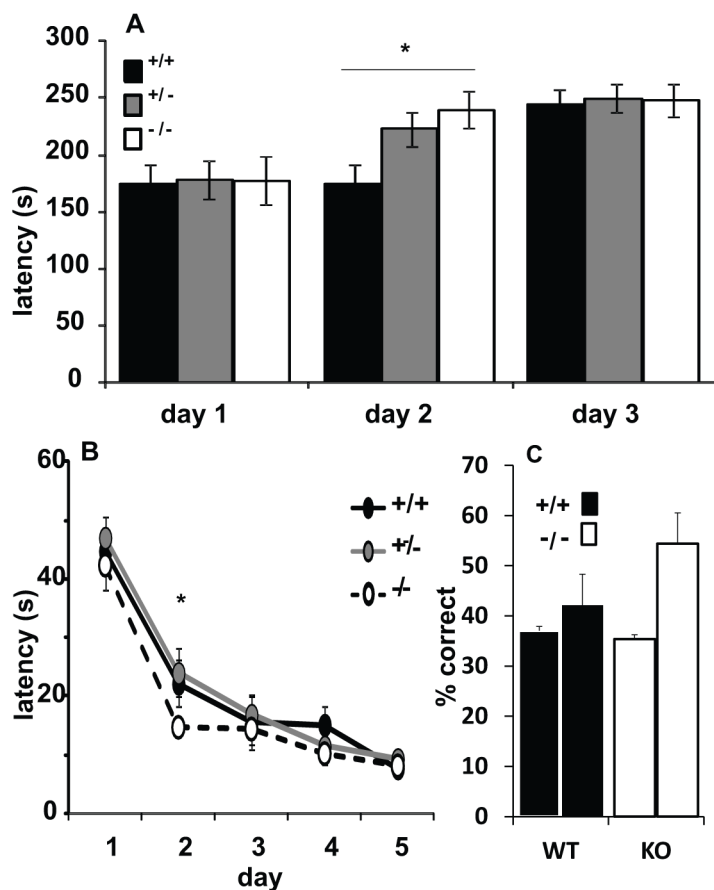 A
300
250
200
150
100
50
0
latency (s)
+/+
+/-
-/-
*
day 1
day 2
day 3
B
60
40
20
0
latency (s)
+/+
+/-
-/-
*
1 2 3 4 5
day
C
70
60
50
40
30
20
10
0
% correct
+/+
-/-
WT KO